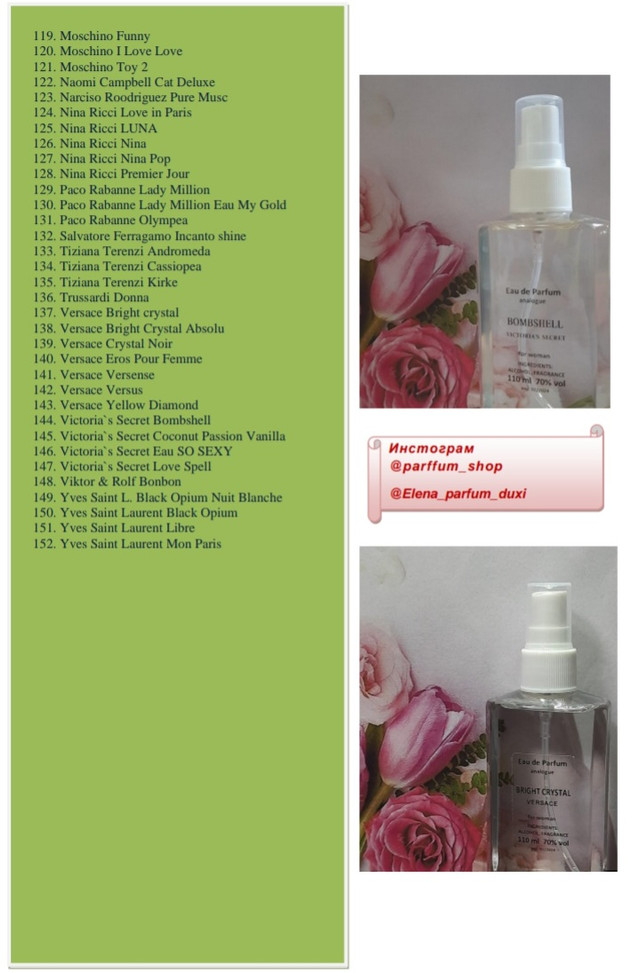 119. Moschino Funny
120. Moschino I Love Love
121. Moschino Toy 2
122. Naomi Campbell Cat Deluxe
123. Narciso Roodriguez Pure Musc
124. Nina Ricci Love in Paris
125. Nina Ricci LUNA
126. Nina Ricci Nina
127. Nina Ricci Nina Pop
128. Nina Ricci Premier Jour
129. Paco Rabanne Lady Million
130. Paco Rabanne Lady Million Eau My Gold
131. Paco Rabanne Olympea
132. Salvatore Ferragamo Incanto shine
133. Tiziana Terenzi Andromeda
134. Tiziana Terenzi Cassiopea
135. Tiziana Terenzi Kirke
136. Trussardi Donna
137. Versace Bright crystal
138. Versace Bright Crystal Absolu
139. Versace Crystal Noir
140. Versace Eros Pour Femme
141. Versace Versense
142. Versace Versus
143. Versace Yellow Diamond
144. Victoria`s Secret Bombshell
145. Victoria`s Secret Coconut Passion Vanilla
146. Victoria`s Secret Eau SO SEXY
147. Victoria`s Secret Love Spell
148. Viktor & Rolf Bonbon
149. Yves Saint L. Black Opium Nuit Blanche
150. Yves Saint Laurent Black Opium
151. Yves Saint Laurent Libre
152. Yves Saint Laurent Mon Paris
Eau de Parfum
analogue
BOMBSHELL
VICTORIA'S SECRET
for woman
INGREDIENTS:
ALCOHOL, FRAGRANCE
110 ml 70% vol
Инстограм
@parffum_shop
@Elena_parfum_duxi
Eau de Parfum
analogue
BRIGHT CRYSTAL
VERSACE
for woman
INGREDIENTS:
ALCOHOL, FRAGRANCE
110 ml 70% vol